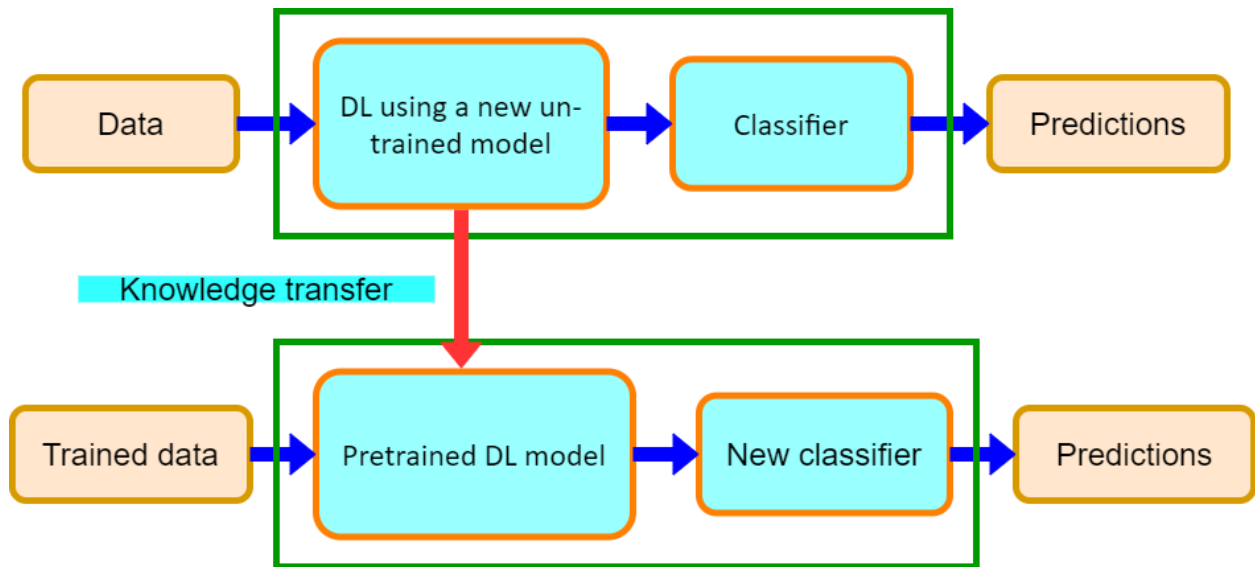 Data
DL using a new un-
trained model
Classifier
Predictions
Knowledge transfer
Trained data
Pretrained DL model
New classifier
Predictions